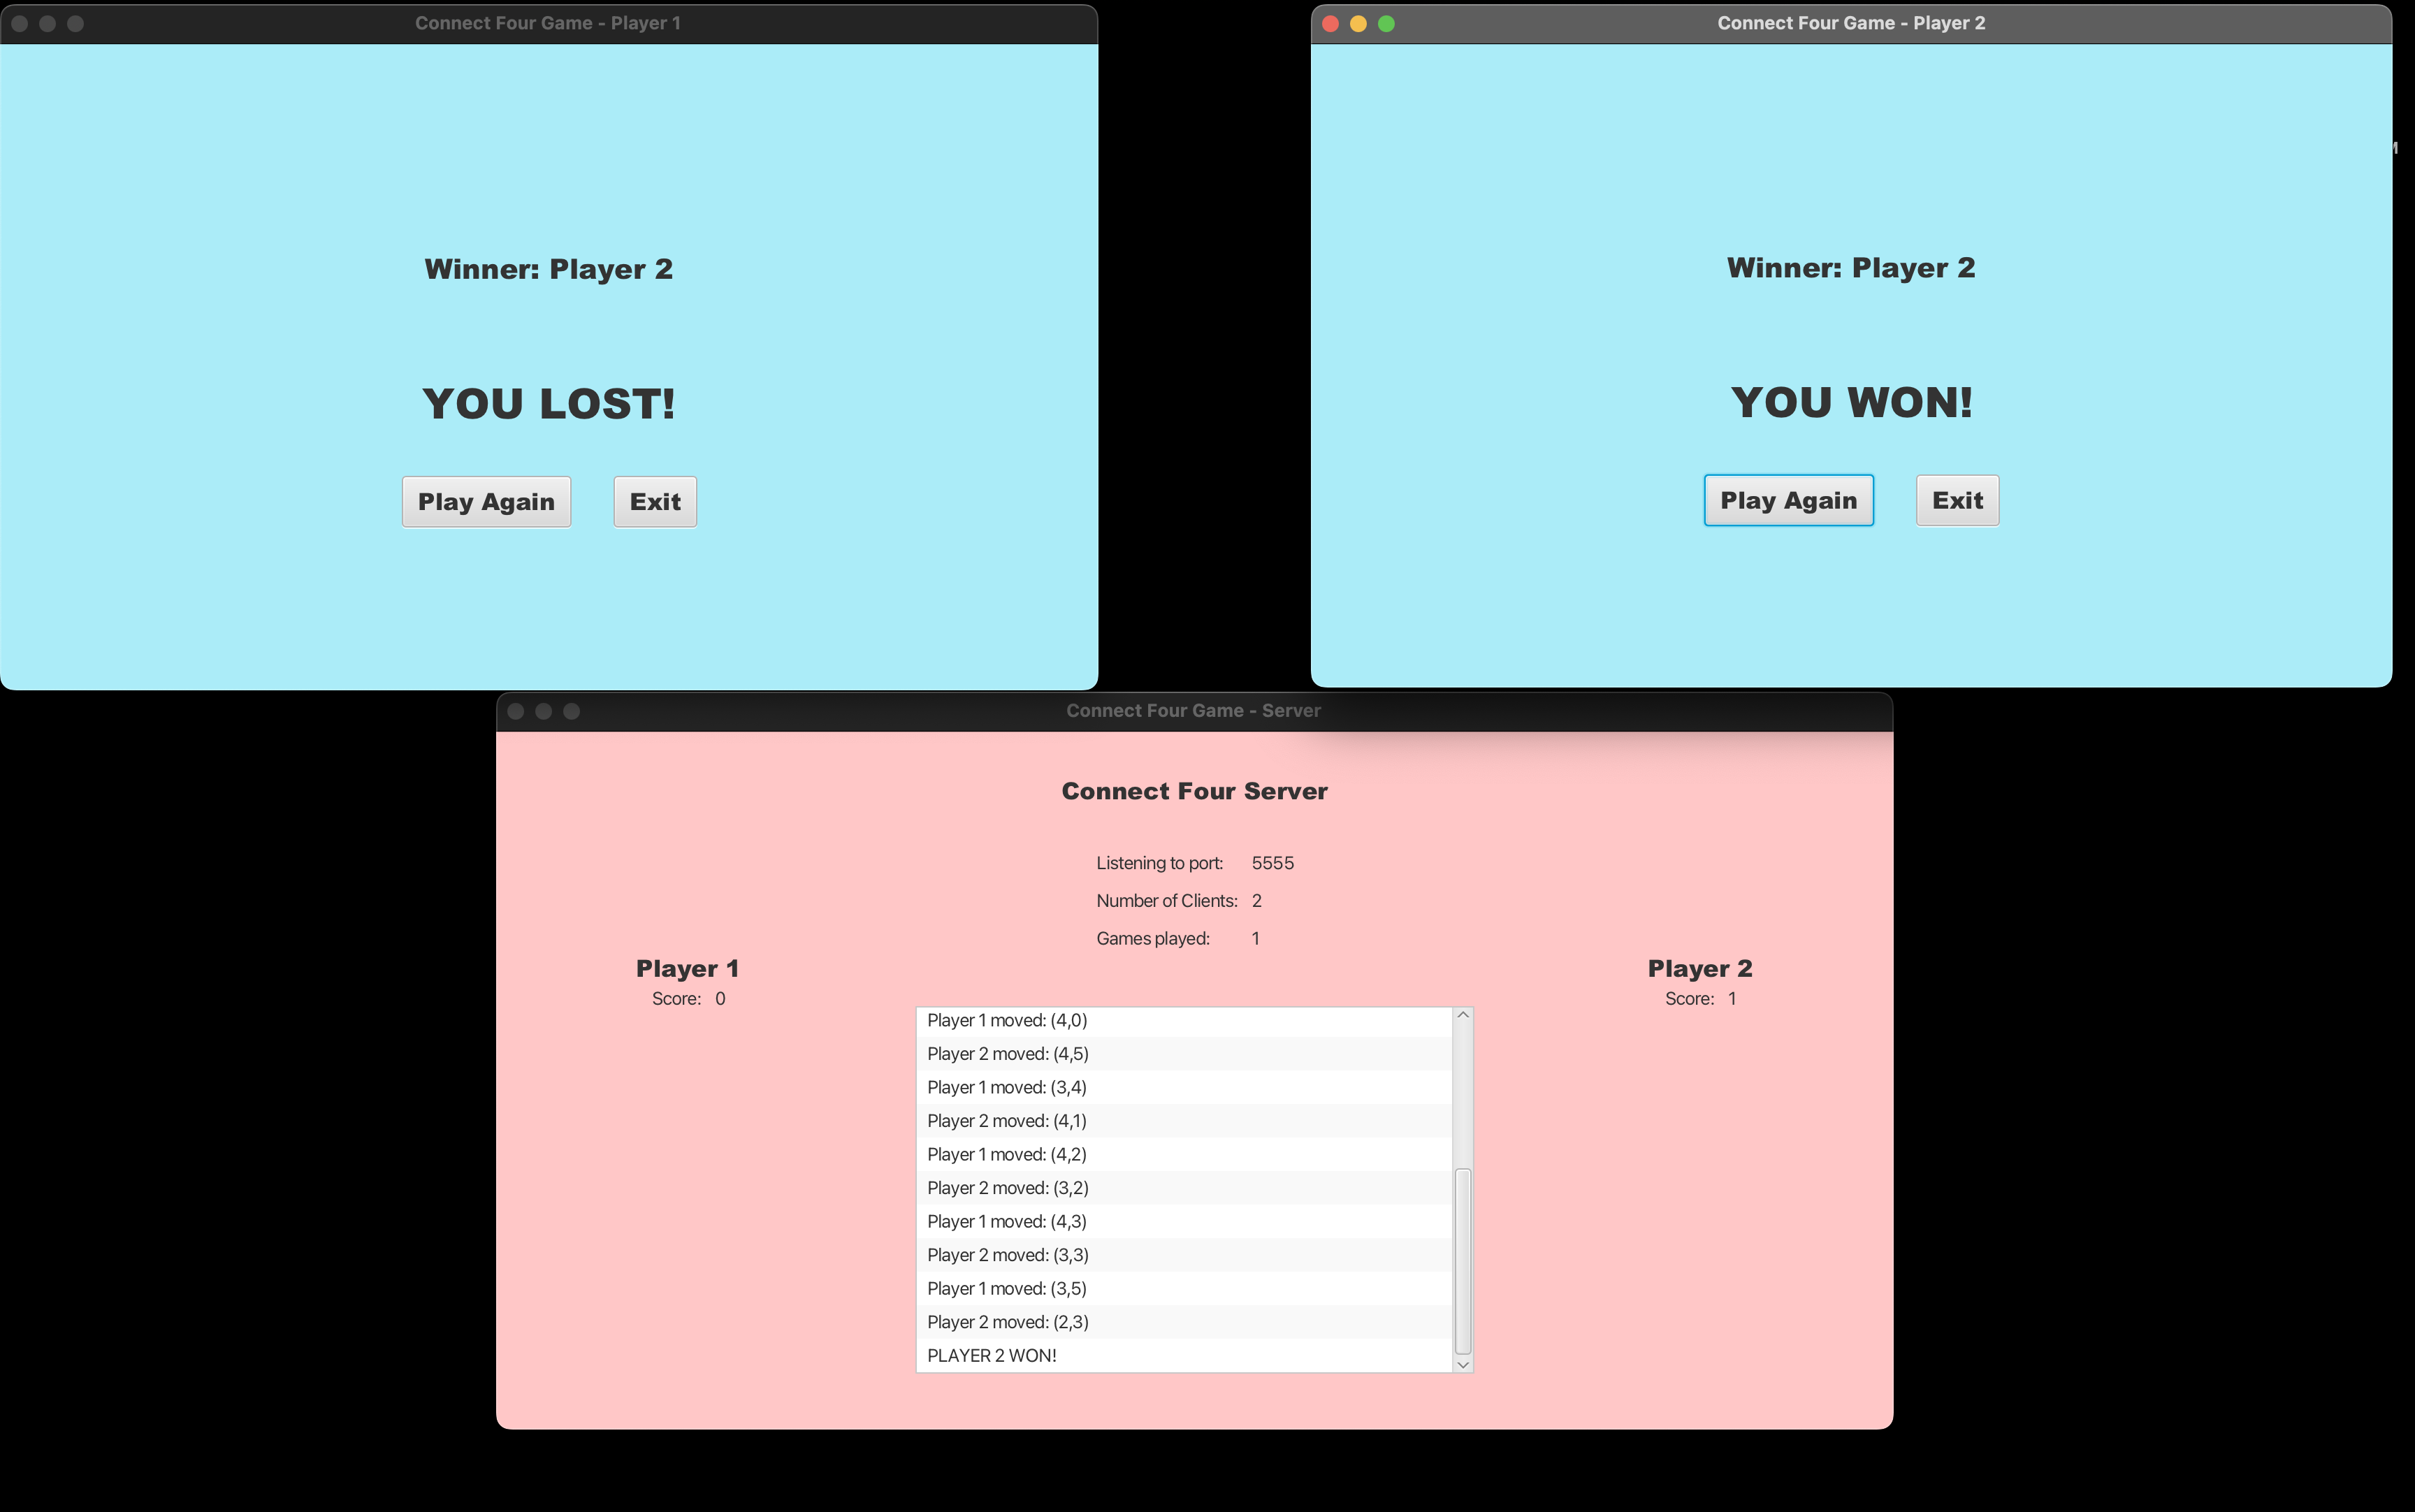 Connect Four Game - Player 1
Winner: Player 2
YOU LOST!
Play Again Exit
Connect Four Game - Player 2
Winner: Player 2
YOU WON!
Play Again Exit
Connect Four Game - Server
Connect Four Server
Listening to port: 5555
Number of Clients: 2
Games played: 1
Player 1
Score: 0
Player 2
Score: 1
Player 1 moved: (4,0)
Player 2 moved: (4,5)
Player 1 moved: (3,4)
Player 2 moved: (4,1)
Player 1 moved: (4,2)
Player 2 moved: (3,2)
Player 1 moved: (4,3)
Player 2 moved: (3,3)
Player 1 moved: (3,5)
Player 2 moved: (2,3)
PLAYER 2 WON!